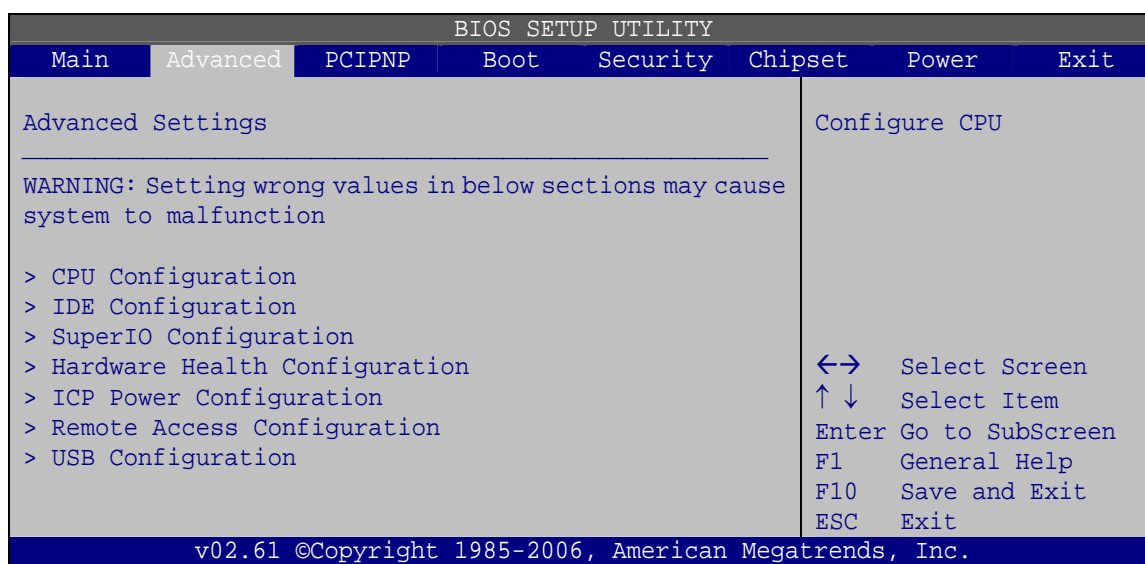 BIOS SETUP UTILITY
Main Advanced PCIPNP Boot Security Chipset Power Exit
Advanced Settings
WARNING: Setting wrong values in below sections may cause
system to malfunction
> CPU Configuration
> IDE Configuration
> SuperIO Configuration
> Hardware Health Configuration
> ICP Power Configuration
> Remote Access Configuration
> USB Configuration
Configure CPU
←→ Select Screen
↑ ↓ Select Item
Enter Go to SubScreen
F1 General Help
F10 Save and Exit
ESC Exit
v02.61 ©Copyright 1985-2006, American Megatrends, Inc.